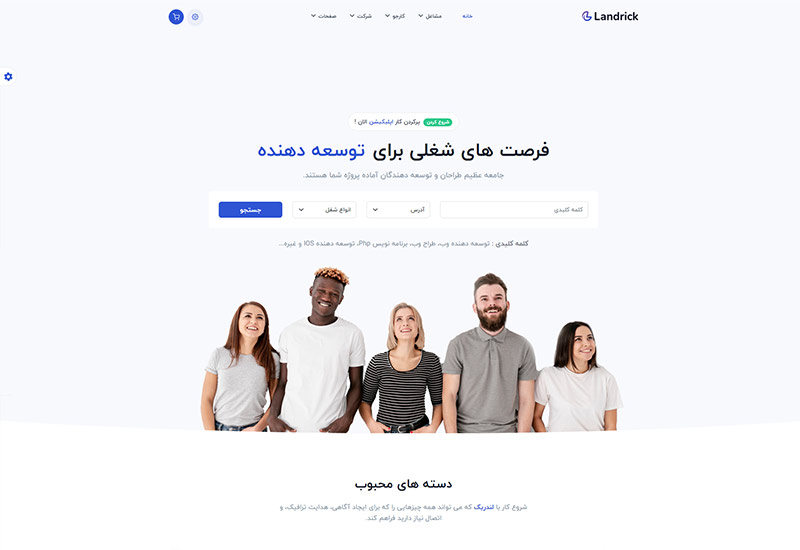 Landrick
خانه
مشاغل
کارجو
شرکت
صفحات
شروع کردن پرکردن کار اپلیکیشن الان !
فرصت های شغلی برای توسعه دهنده
جامعه عظیم طراحان و توسعه دهندگان آماده پروژه شما هستند.
کلمه کلیدی
آدرس
انواع شغل
جستجو
کلمه کلیدی : توسعه دهنده وب، طراح وب، برنامه نویس Php، توسعه دهنده IOS و غیره...
دسته های محبوب
شروع کار با لندریک که می تواند همه چیزهایی را که برای ایجاد آگاهی، هدایت ترافیک، و
اتصال نیاز دارید فراهم کند.